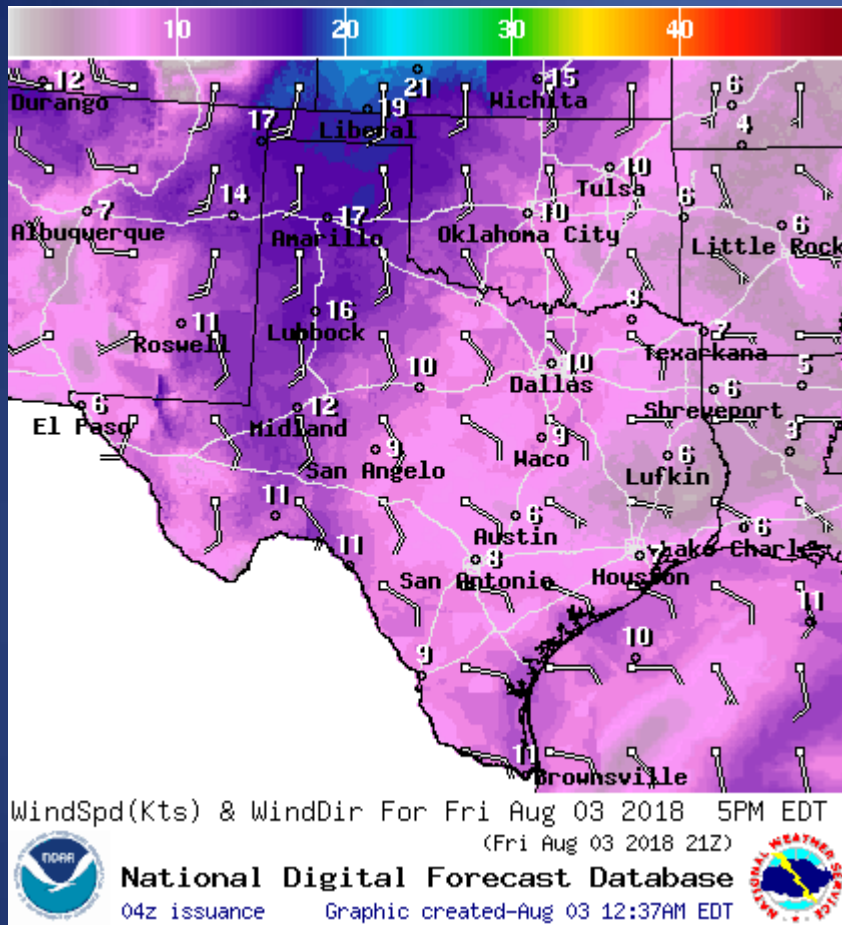 10 20 30 40
12 21 15 6
Durango Wichita
19
Liberal
17 4
10
Tulsa
7 14 17 10 6 6
Albuquerque Amarillo Oklahoma City Little Rock
11 16 8 7
Roswell Lubbock Texarkana
10 10 5
Dallas
6 12 6
El Paso Midland Shreveport
9 9 6 3
San Angelo Waco Lufkin
11 6 6
Austin Lake Charles
11 8 7
San Antonio Houston
11
9 10
11
Brownsville
WindSpd(Kts) & WindDir For Fri Aug 03 2018 5PM EDT
(Fri Aug 03 2018 21Z)
noaa
National Digital Forecast Database
NATIONAL WEATHER SERVICE
04z issuance Graphic created-Aug 03 12:37AM EDT